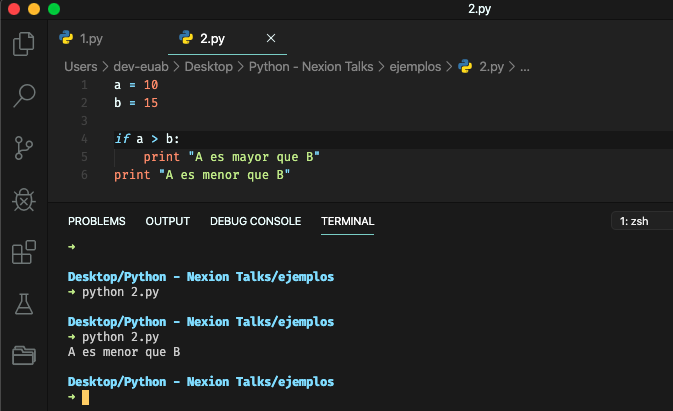 2.py
1.py
2.py ×
Users > dev-euab > Desktop > Python - Nexion Talks > ejemplos > 2.py > ...
1 a = 10
2 b = 15
3
4 if a > b:
5     print "A es mayor que B"
6 print "A es menor que B"
PROBLEMS OUTPUT DEBUG CONSOLE TERMINAL 1: zsh
➜
Desktop/Python - Nexion Talks/ejemplos
➜ python 2.py
Desktop/Python - Nexion Talks/ejemplos
➜ python 2.py
A es menor que B
Desktop/Python - Nexion Talks/ejemplos
➜